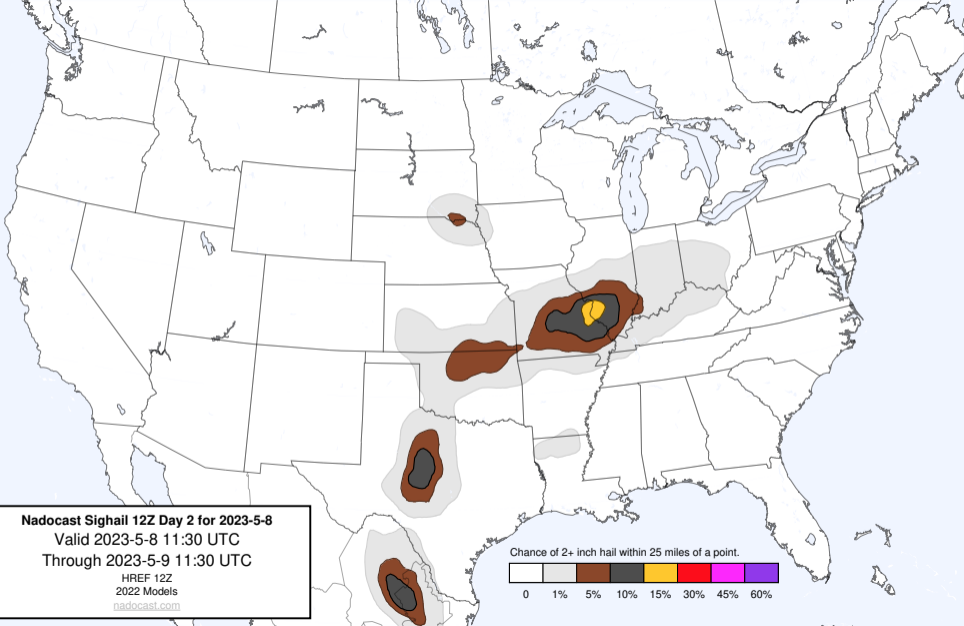 Nadocast Sighail 12Z Day 2 for 2023-5-8
Valid 2023-5-8 11:30 UTC
Through 2023-5-9 11:30 UTC
HREF 12Z
2022 Models
nadocast.com
Chance of 2+ inch hail within 25 miles of a point.
0 1% 5% 10% 15% 30% 45% 60%